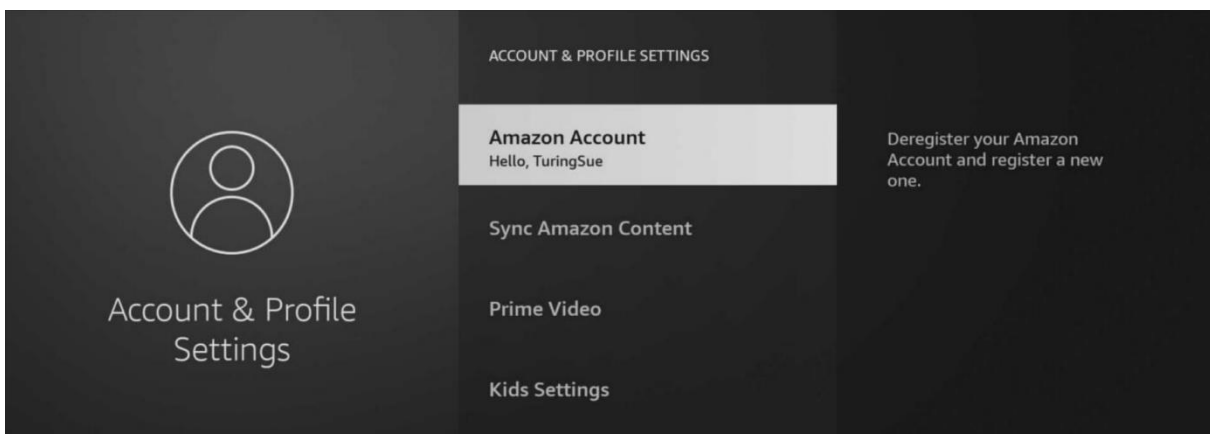 Account & Profile
Settings
ACCOUNT & PROFILE SETTINGS
Amazon Account
Hello, TuringSue
Sync Amazon Content
Prime Video
Kids Settings
Deregister your Amazon
Account and register a new
one.